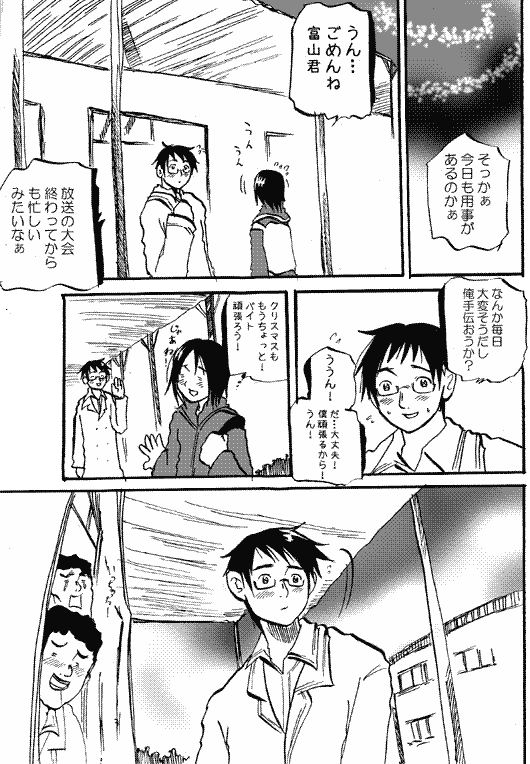 そっかぁ
今日も用事が
あるのかぁ
うん…
ごめんね
富山君
うん
うん
放送の大会
終わってから
も忙しい
みたいなぁ
なんか毎日
大変そうだし
俺手伝おうか?
ううん!
だ…大丈夫!
僕頑張るから!
うん!
クリスマスも
もうちょっと!
バイト
頑張ろう!